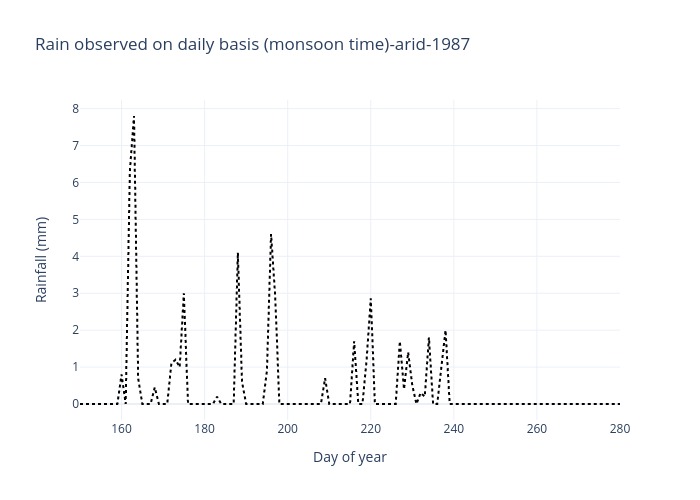 Rain observed on daily basis (monsoon time)-arid-1987
8
7
6
5
4
3
2
1
0
Rainfall (mm)
160 180 200 220 240 260 280
Day of year